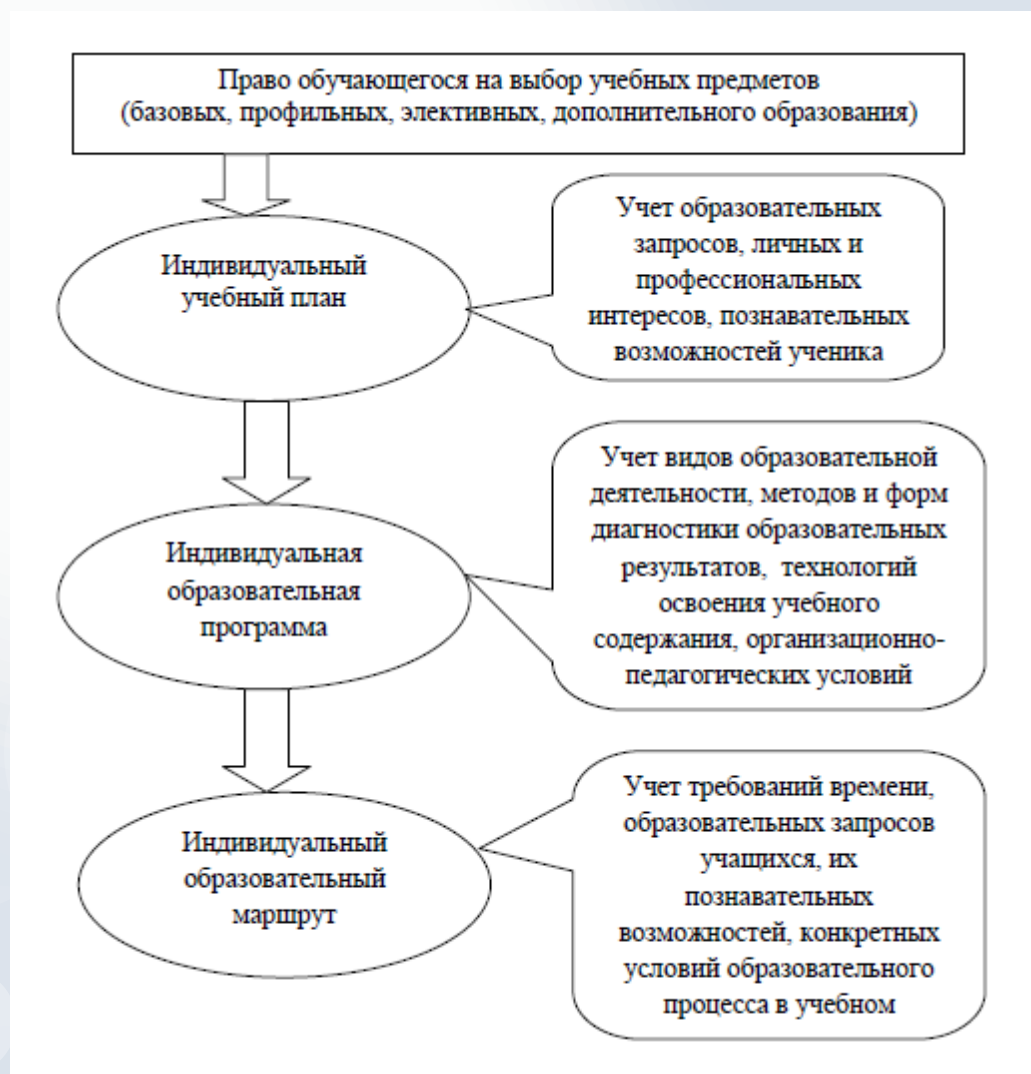 Право обучающегося на выбор учебных предметов
(базовых, профильных, элективных, дополнительного образования)
Индивидуальный
учебный план
Учет образовательных
запросов, личных и
профессиональных
интересов, познавательных
возможностей ученика
Индивидуальная
образовательная
программа
Учет видов образовательной
деятельности, методов и форм
диагностики образовательных
результатов, технологий
освоения учебного
содержания, организационно-
педагогических условий
Индивидуальный
образовательный
маршрут
Учет требований времени,
образовательных запросов
учащихся, их
познавательных
возможностей, конкретных
условий образовательного
процесса в учебном